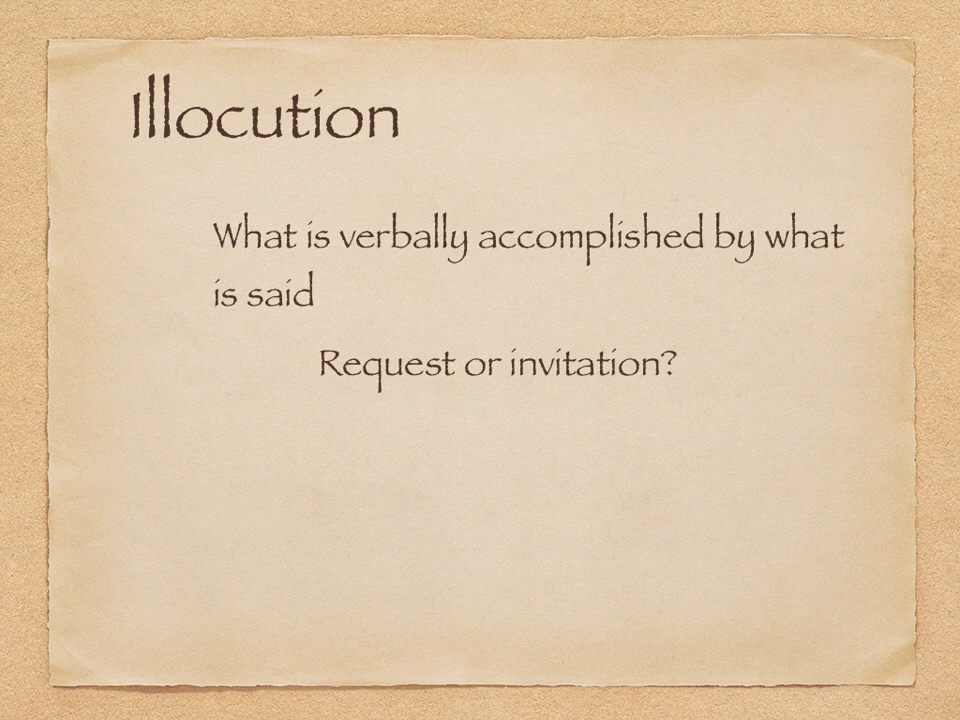 Illocution
What is verbally accomplished by what
is said
Request or invitation?